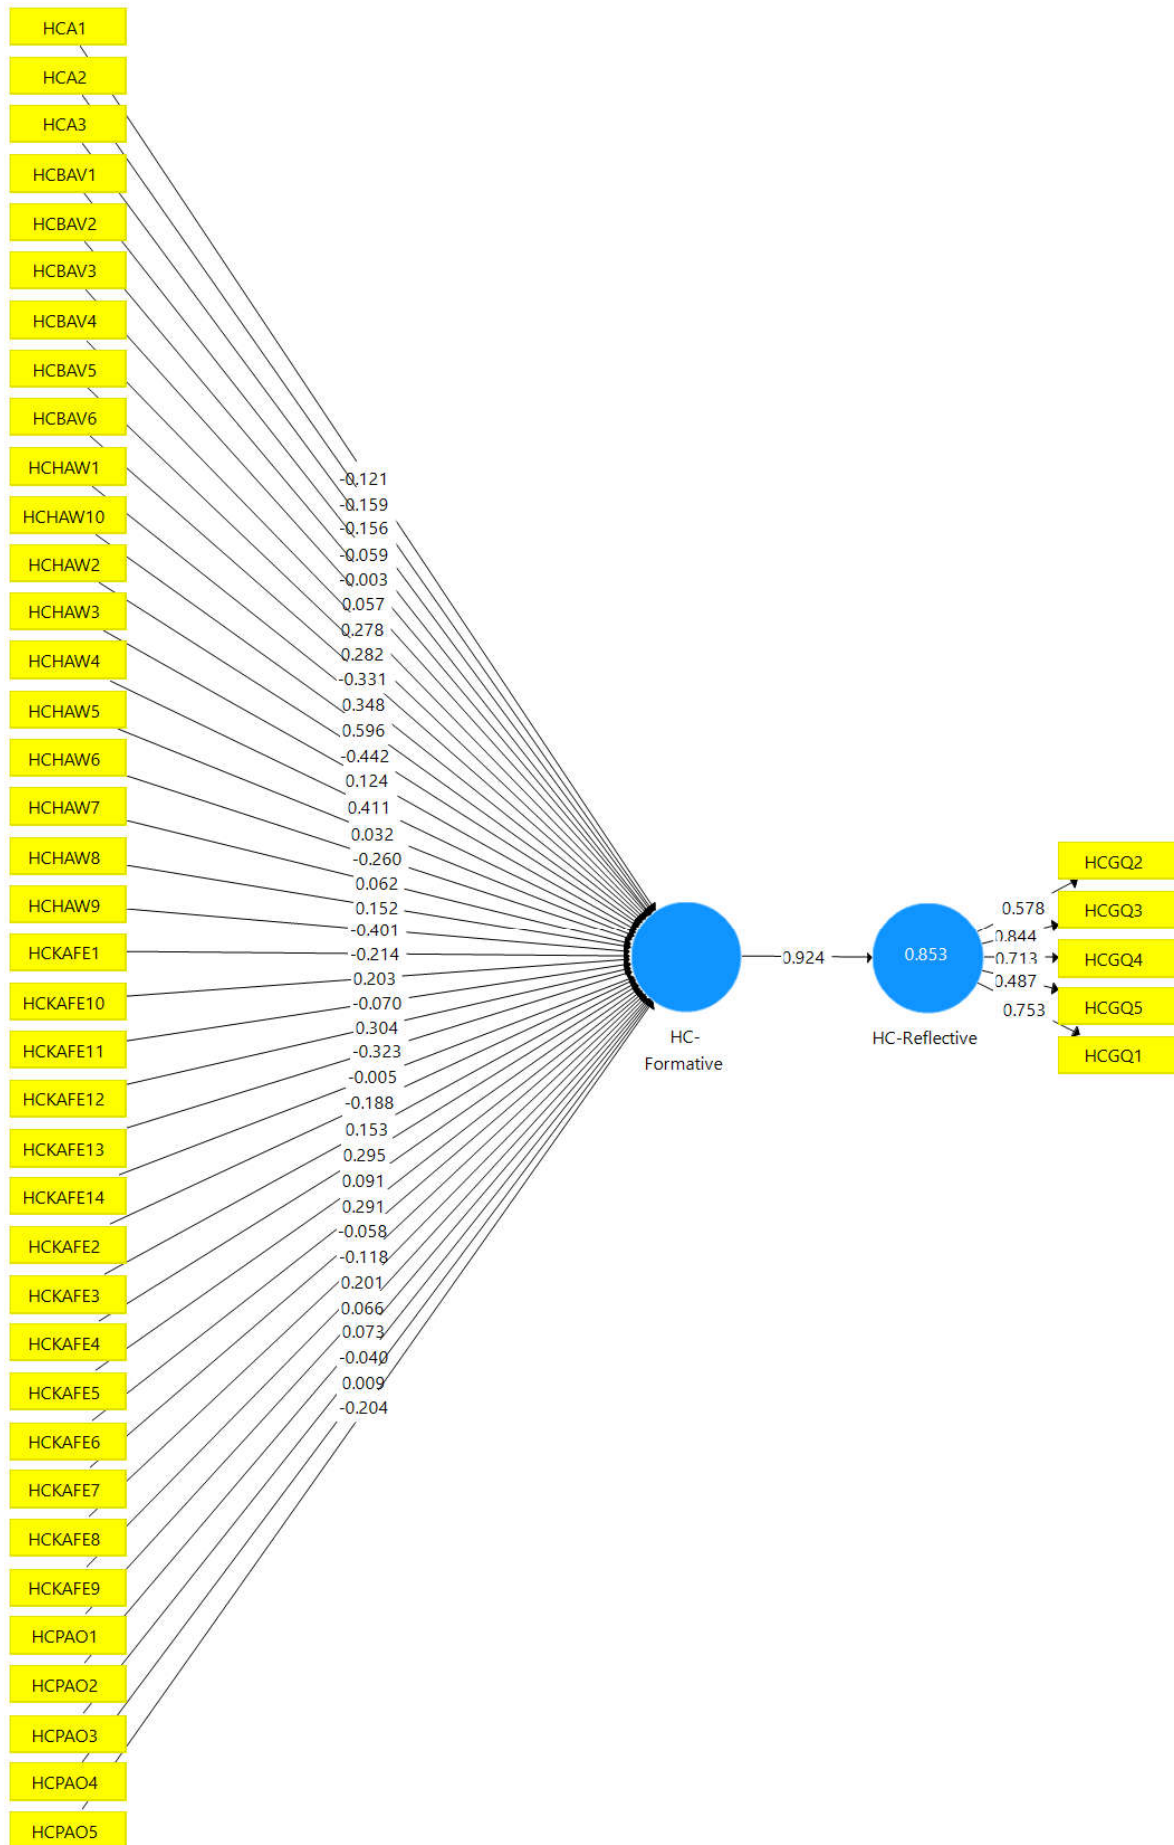 HCA1
HCA2
HCA3
HCBAV1
HCBAV2
HCBAV3
HCBAV4
HCBAV5
HCBAV6
HCHAW1
HCHAW10
HCHAW2
HCHAW3
HCHAW4
HCHAW5
HCHAW6
HCHAW7
HCHAW8
HCHAW9
HCKAFE1
HCKAFE10
HCKAFE11
HCKAFE12
HCKAFE13
HCKAFE14
HCKAFE2
HCKAFE3
HCKAFE4
HCKAFE5
HCKAFE6
HCKAFE7
HCKAFE8
HCKAFE9
HCPAO1
HCPAO2
HCPAO3
HCPAO4
HCPAO5
-0.121
-0.159
-0.156
-0.059
-0.003
0.057
0.278
0.282
-0.331
0.348
0.596
-0.442
0.124
0.411
0.032
-0.260
0.062
0.152
-0.401
-0.214
0.203
-0.070
0.304
-0.323
-0.005
-0.188
0.153
0.295
0.091
0.291
-0.058
-0.118
0.201
0.066
0.073
-0.040
0.009
-0.204
HC-
Formative
0.924
0.853
HC-Reflective
0.578
0.844
0.713
0.487
0.753
HCGQ2
HCGQ3
HCGQ4
HCGQ5
HCGQ1